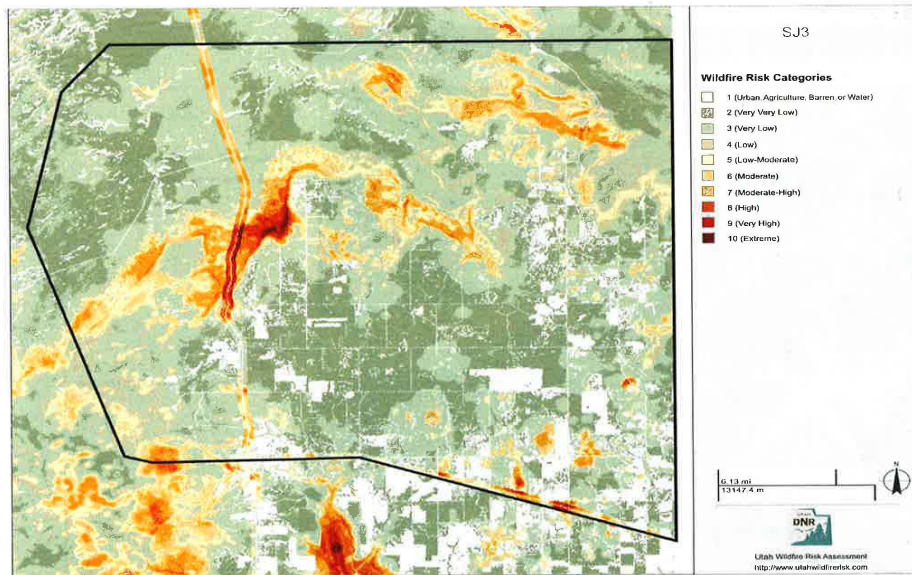 SJ3
Wildfire Risk Categories
1 (Urban, Agriculture, Barren, or Water)
2 (Very Very Low)
3 (Very Low)
4 (Low)
5 (Low-Moderate)
6 (Moderate)
7 (Moderate-High)
8 (High)
9 (Very High)
10 (Extreme)
6.13 mi
13147.4 m
N
UTAH
DNR
Utah Wildfire Risk Assessment
http://www.utahwildfirerisk.com